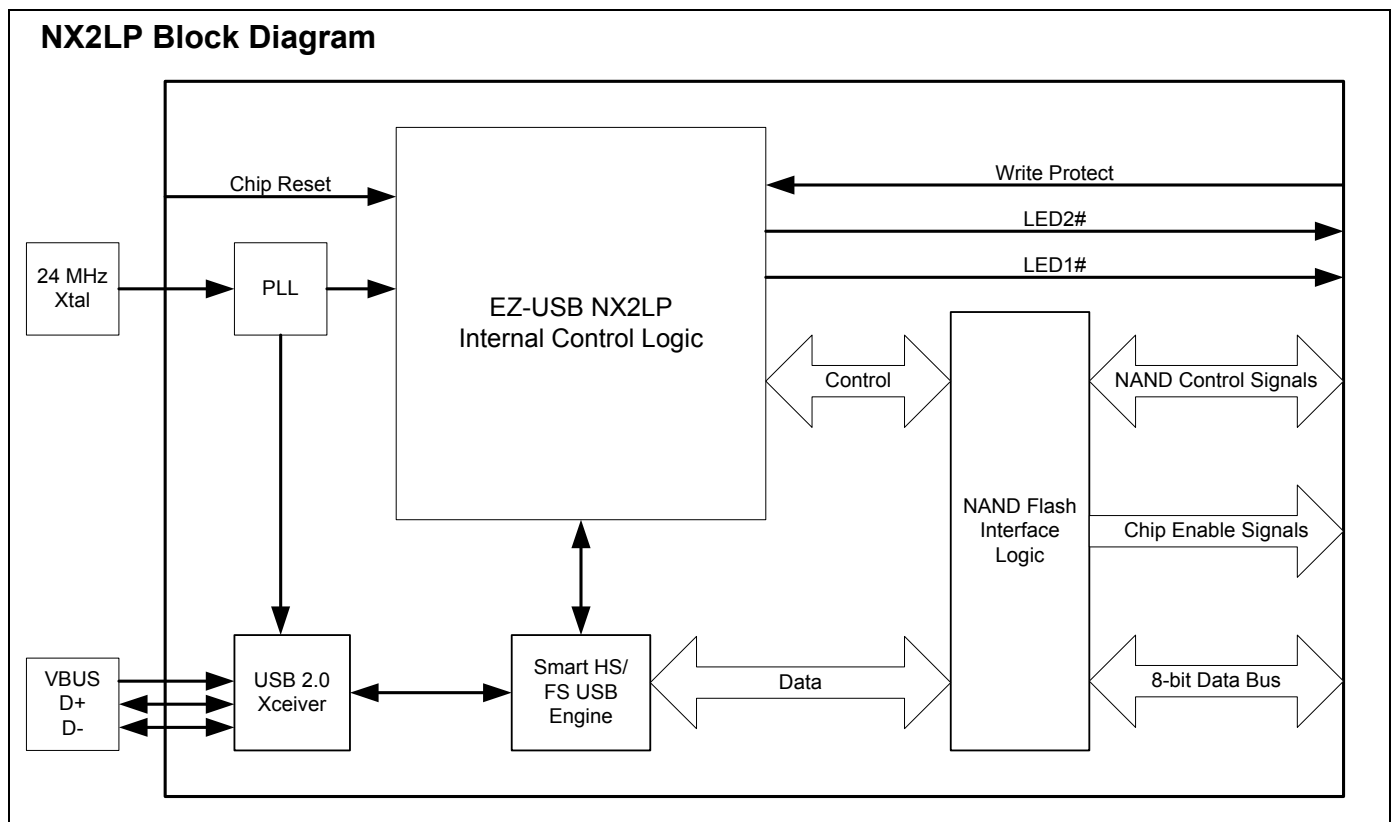 NX2LP Block Diagram
Chip Reset
Write Protect
LED2#
LED1#
24 MHz
Xtal
PLL
EZ-USB NX2LP
Internal Control Logic
Control
NAND Control Signals
NAND Flash
Interface
Logic
Chip Enable Signals
VBUS
D+
D-
USB 2.0
Xceiver
Smart HS/
FS USB
Engine
Data
8-bit Data Bus